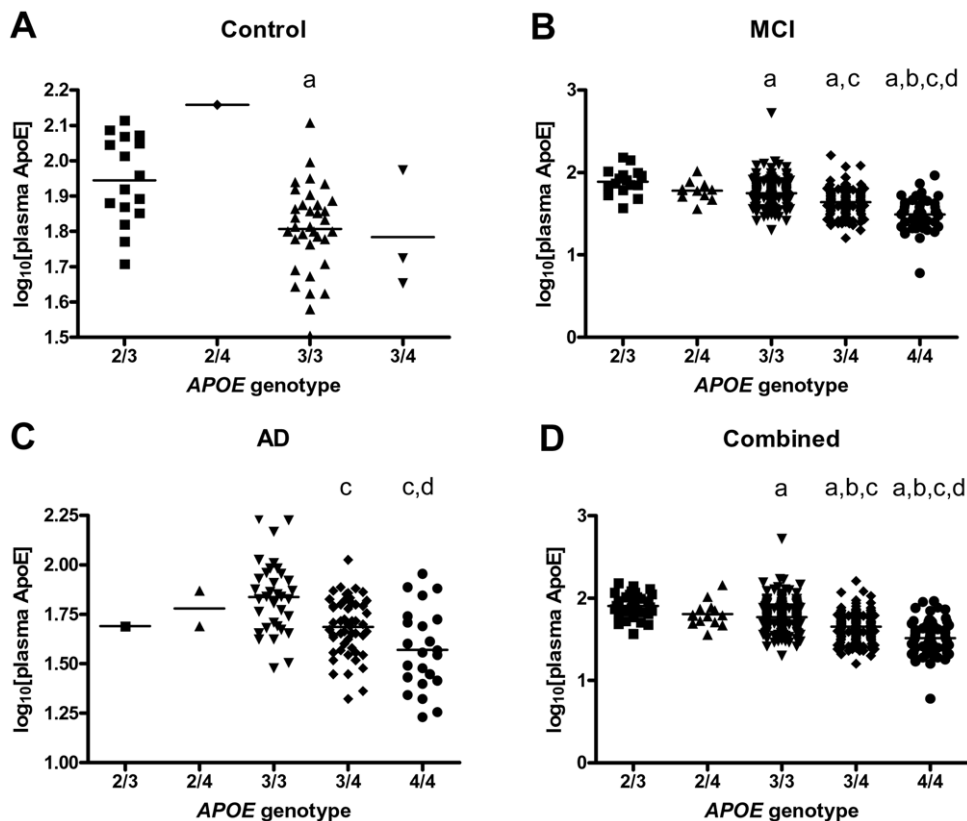 A
Control
a
2.2
2.1
2.0
1.9
1.8
1.7
1.6
1.5
log10[plasma ApoE]
2/3 2/4 3/3 3/4
APOE genotype
B
MCI
a a,c a,b,c,d
3
2
1
0
log10[plasma ApoE]
2/3 2/4 3/3 3/4 4/4
APOE genotype
C
AD
c c,d
2.25
2.00
1.75
1.50
1.25
1.00
log10[plasma ApoE]
2/3 2/4 3/3 3/4 4/4
APOE genotype
D
Combined
a a,b,c a,b,c,d
3
2
1
0
log10[plasma ApoE]
2/3 2/4 3/3 3/4 4/4
APOE genotype